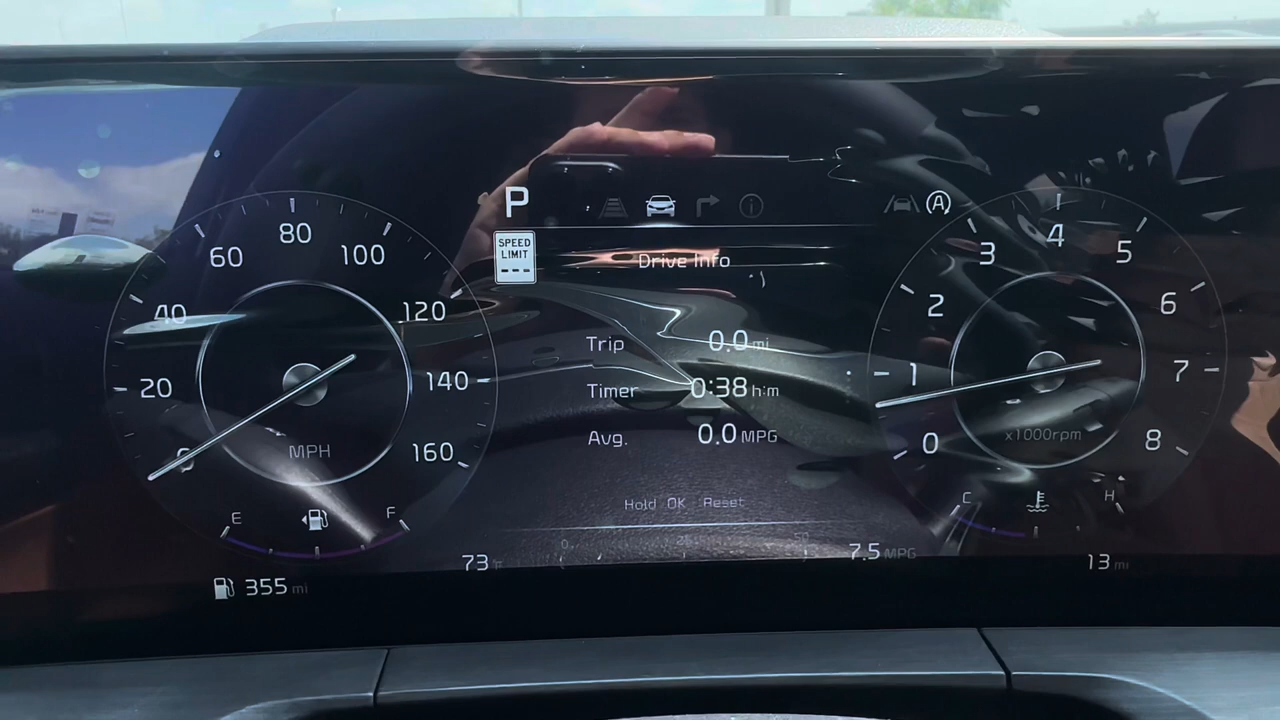 P
SPEED
LIMIT
---
Drive Info
Trip 0.0 mi
Timer 0:38 h:m
Avg. 0.0 MPG
Hold OK Reset
0 20 40 60 80 100 120 140 160
MPH
E F
355 mi
73
7.5 MPG
A
0 1 2 3 4 5 6 7 8
x1000rpm
C H
13 mi